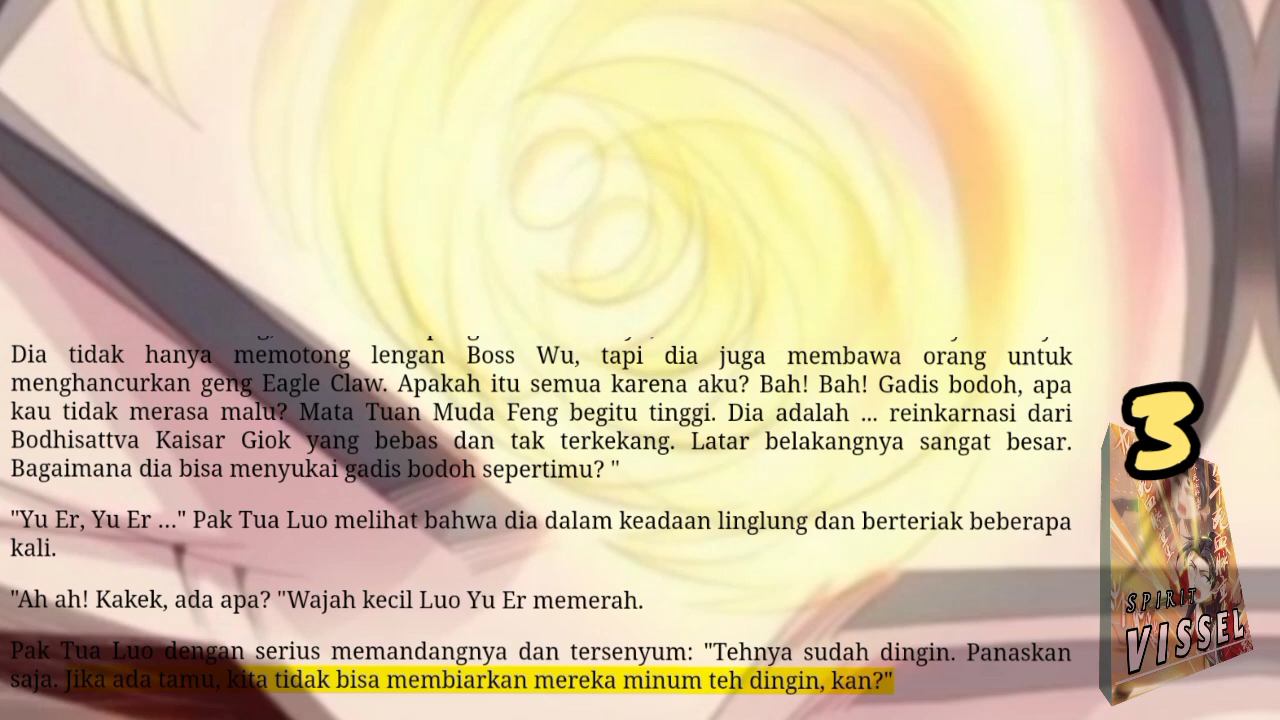 Dia tidak hanya memotong lengan Boss Wu, tapi dia juga membawa orang untuk
menghancurkan geng Eagle Claw. Apakah itu semua karena aku? Bah! Bah! Gadis bodoh, apa
kau tidak merasa malu? Mata Tuan Muda Feng begitu tinggi. Dia adalah ... reinkarnasi dari
Bodhisattva Kaisar Giok yang bebas dan tak terkekang. Latar belakangnya sangat besar.
Bagaimana dia bisa menyukai gadis bodoh sepertimu? "
"Yu Er, Yu Er ..." Pak Tua Luo melihat bahwa dia dalam keadaan linglung dan berteriak beberapa
kali.
"Ah ah! Kakek, ada apa? "Wajah kecil Luo Yu Er memerah.
Pak Tua Luo dengan serius memandangnya dan tersenyum: "Tehnya sudah dingin. Panaskan
saja. Jika ada tamu, kita tidak bisa membiarkan mereka minum teh dingin, kan?"
3
SPIRIT
VISSEL